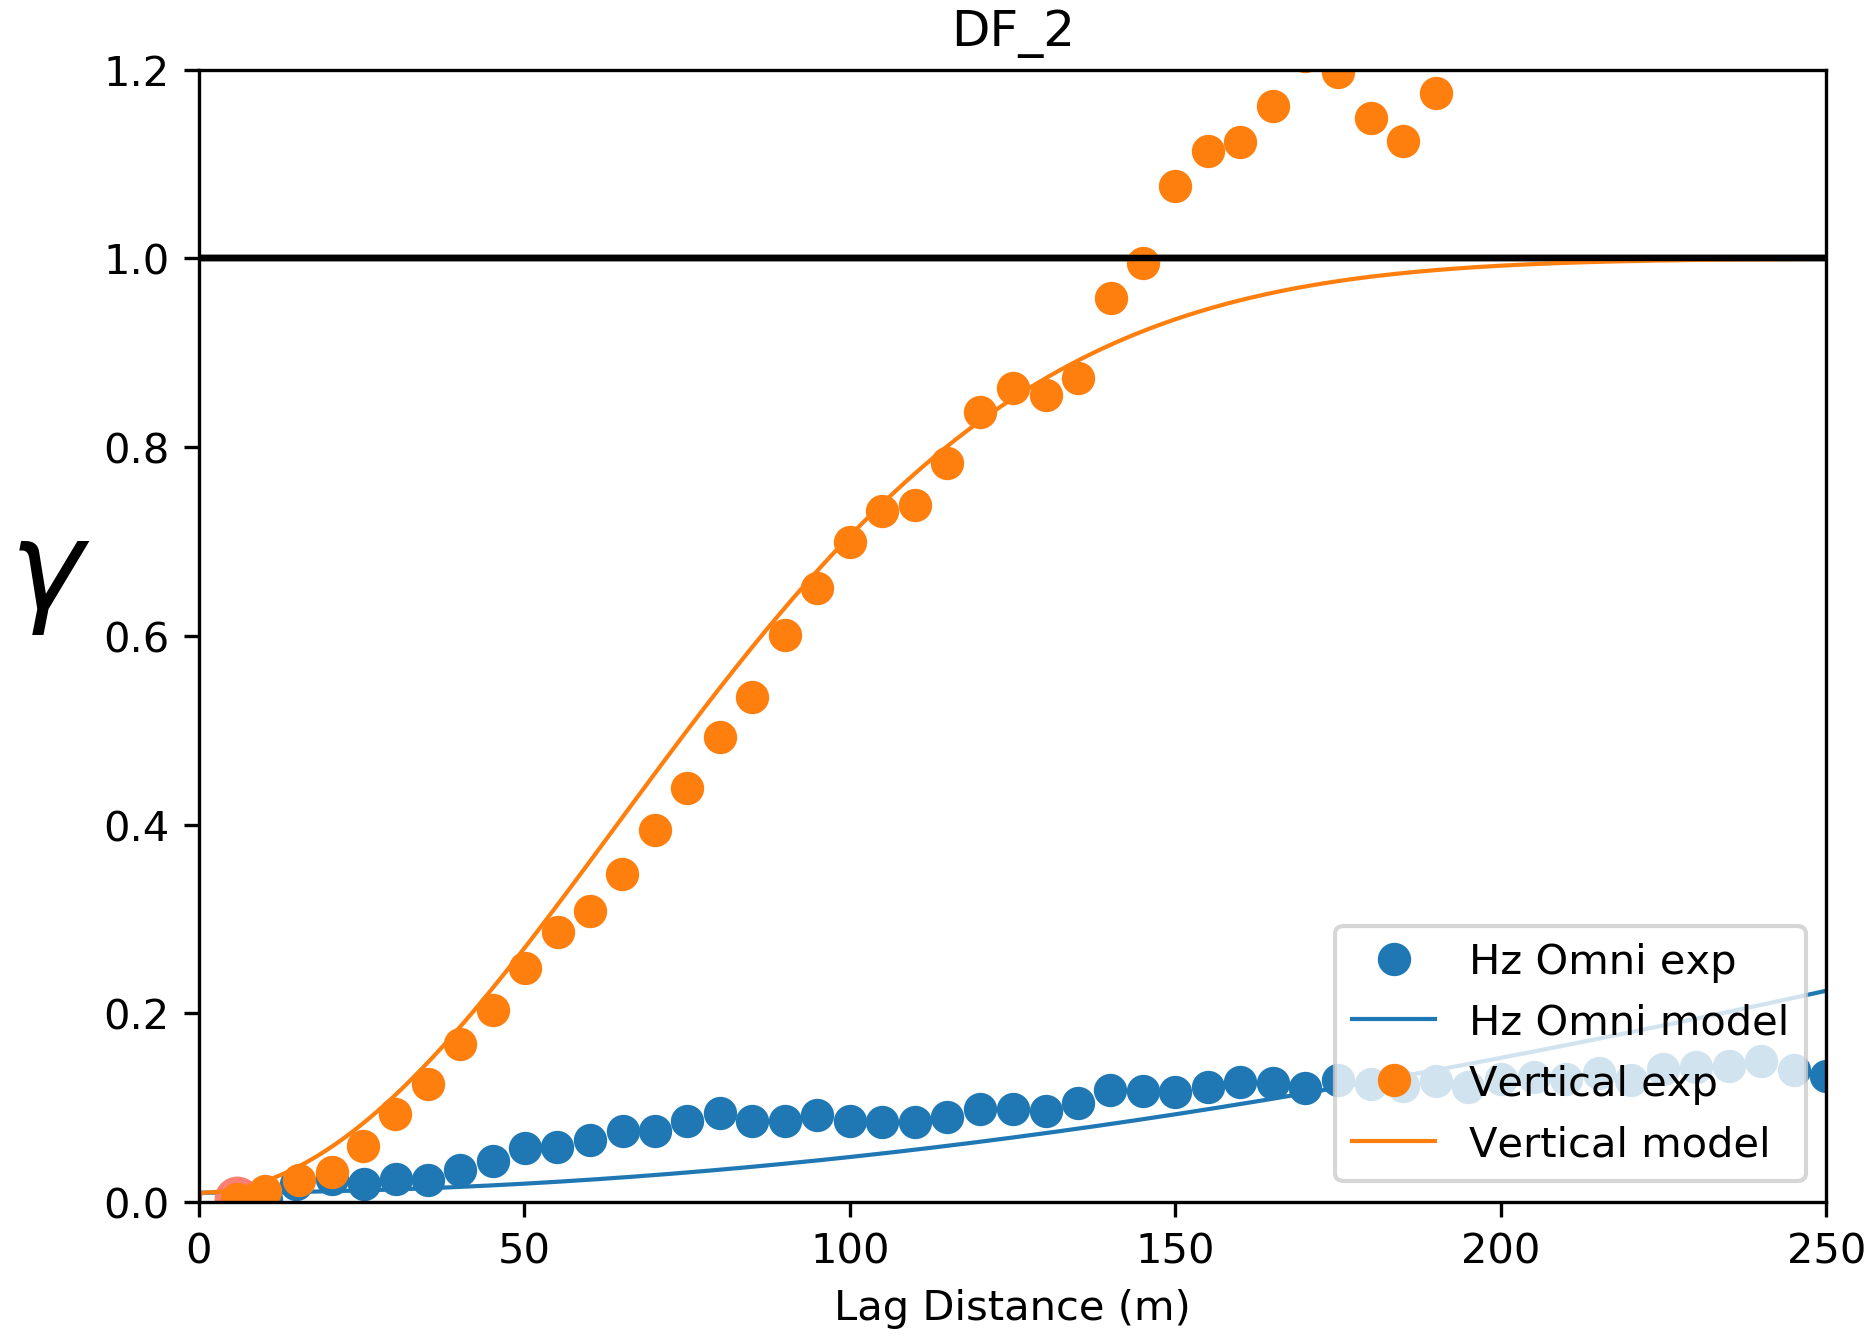 DF_2
1.2
1.0
0.8
0.6
0.4
0.2
0.0
γ
0 50 100 150 200 250
Lag Distance (m)
Hz Omni exp
Hz Omni model
Vertical exp
Vertical model